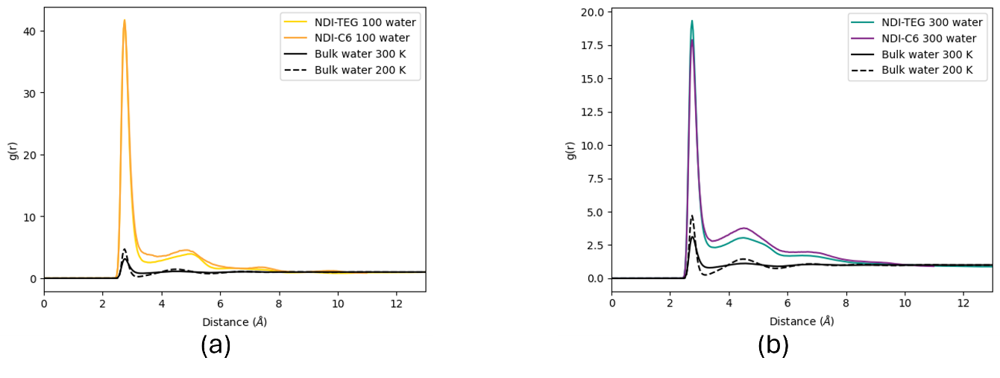 NDI-TEG 100 water
NDI-C6 100 water
Bulk water 300 K
Bulk water 200 K
g(r)
40
30
20
10
0
0 2 4 6 8 10 12
Distance (Å)
(a)
NDI-TEG 300 water
NDI-C6 300 water
Bulk water 300 K
Bulk water 200 K
g(r)
20.0
17.5
15.0
12.5
10.0
7.5
5.0
2.5
0.0
0 2 4 6 8 10 12
Distance (Å)
(b)